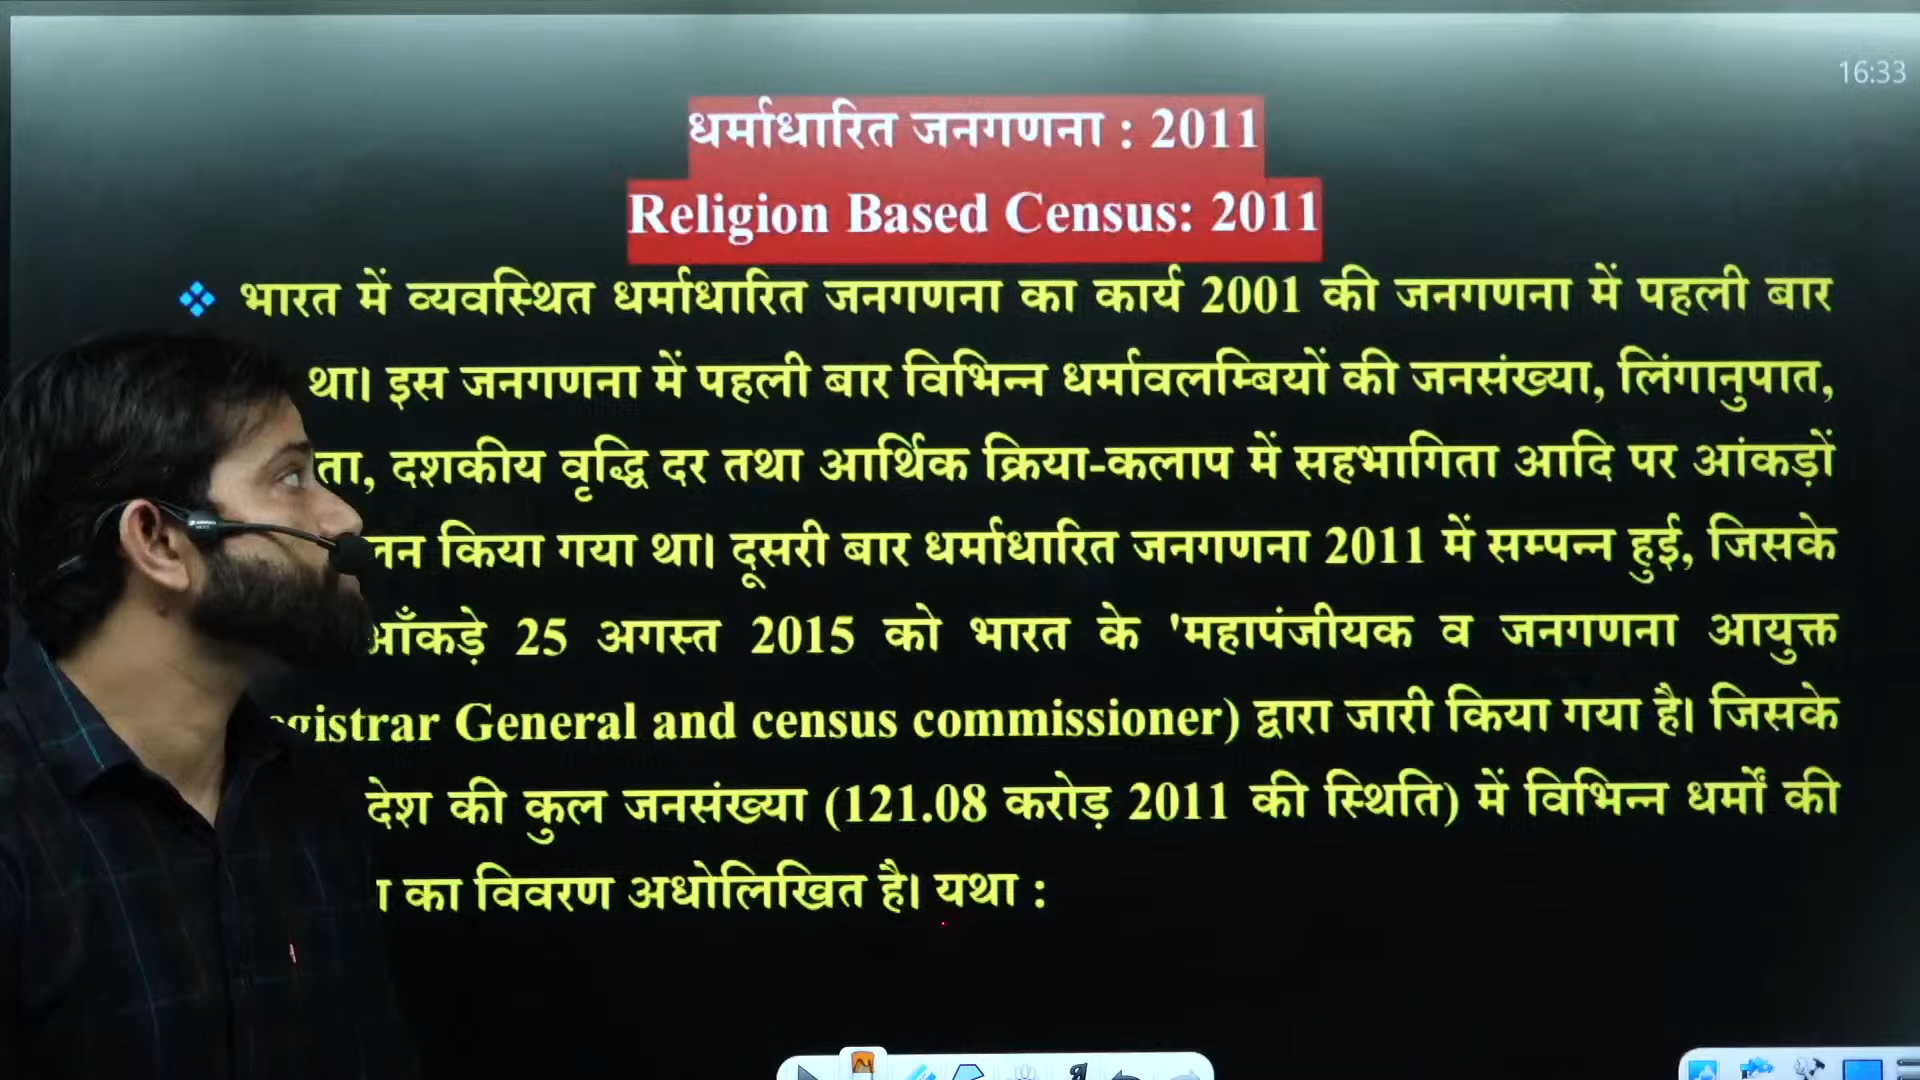 16:33
धर्माधारित जनगणना : 2011
Religion Based Census: 2011
भारत में व्यवस्थित धर्माधारित जनगणना का कार्य 2001 की जनगणना में पहली बार
था। इस जनगणना में पहली बार विभिन्न धर्मावलम्बियों की जनसंख्या, लिंगानुपात,
दशकीय वृद्धि दर तथा आर्थिक क्रिया-कलाप में सहभागिता आदि पर आंकड़ों
किया गया था। दूसरी बार धर्माधारित जनगणना 2011 में सम्पन्न हुई, जिसके
आँकड़े 25 अगस्त 2015 को भारत के 'महापंजीयक व जनगणना आयुक्त
General and census commissioner) द्वारा जारी किया गया है। जिसके
देश की कुल जनसंख्या (121.08 करोड़ 2011 की स्थिति) में विभिन्न धर्मों की
का विवरण अधोलिखित है। यथा :